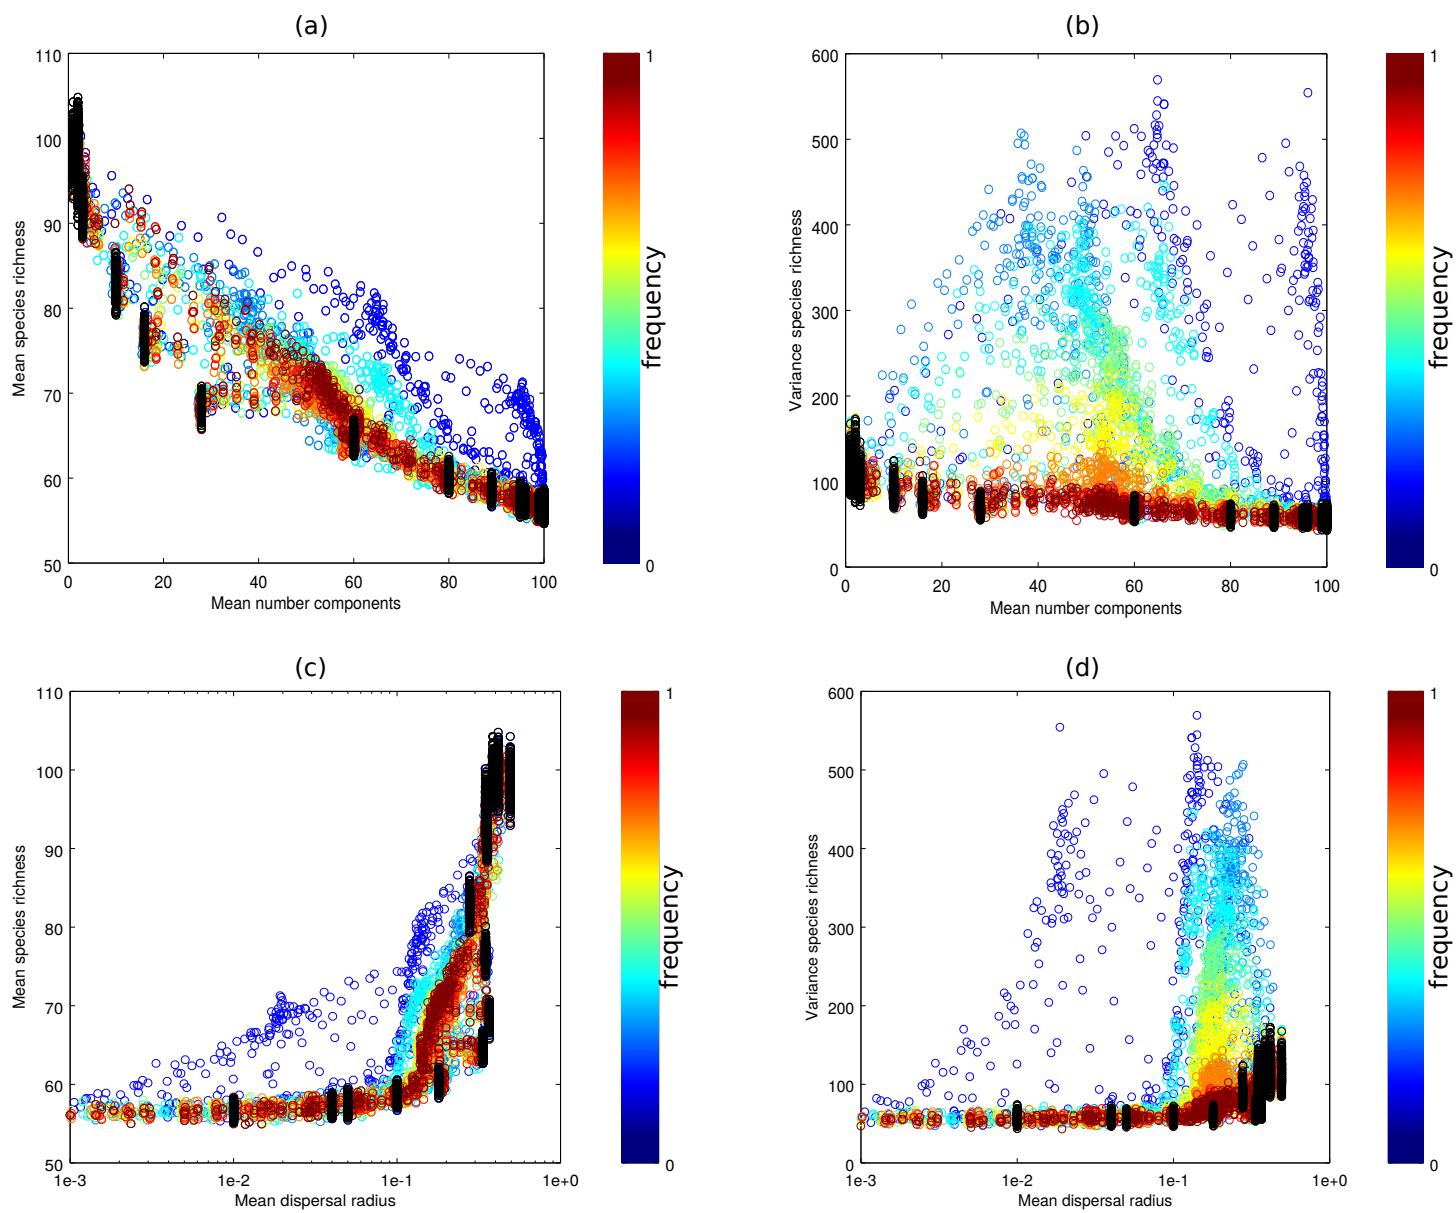 (a)
110
100
90
80
70
60
50
Mean species richness
0
20
40
60
80
100
Mean number components
1
frequency
0
(b)
600
500
400
300
200
100
0
Variance species richness
0
20
40
60
80
100
Mean number components
1
frequency
0
(c)
110
100
90
80
70
60
50
Mean species richness
1e-3
1e-2
1e-1
1e+0
Mean dispersal radius
1
frequency
0
(d)
600
500
400
300
200
100
0
Variance species richness
1e-3
1e-2
1e-1
1e+0
Mean dispersal radius
1
frequency
0